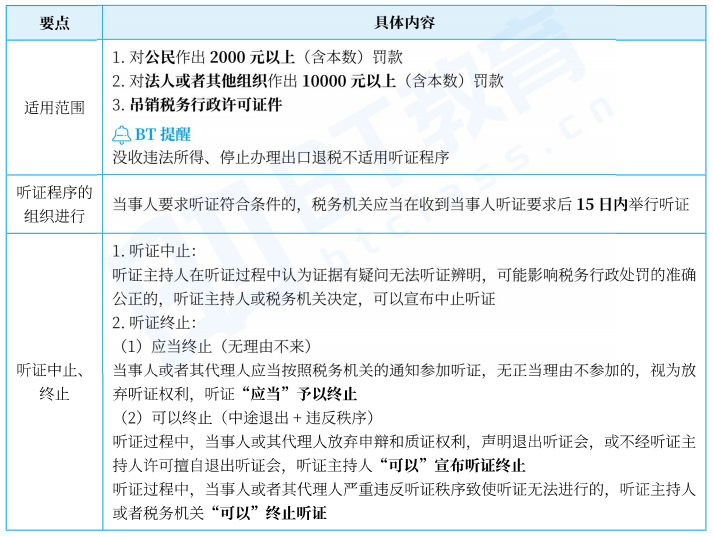 要点 具体内容
适用范围
1. 对公民作出 2000 元以上（含本数）罚款
2. 对法人或者其他组织作出 10000 元以上（含本数）罚款
3. 吊销税务行政许可证件
BT 提醒
没收违法所得、停止办理出口退税不适用听证程序
听证程序的
组织进行
当事人要求听证符合条件的，税务机关应当在收到当事人听证要求后 15 日内举行听证
听证中止、
终止
1. 听证中止：
听证主持人在听证过程中认为证据有疑问无法听证辨明，可能影响税务行政处罚的准确
公正的，听证主持人或税务机关决定，可以宣布中止听证
2. 听证终止：
（1）应当终止（无理由不来）
当事人或者其代理人应当按照税务机关的通知参加听证，无正当理由不参加的，视为放
弃听证权利，听证“应当”予以终止
（2）可以终止（中途退出 + 违反秩序）
听证过程中，当事人或其代理人放弃申辩和质证权利，声明退出听证会，或不经听证主
持人许可擅自退出听证会，听证主持人“可以”宣布听证终止
听证过程中，当事人或者其代理人严重违反听证秩序致使听证无法进行的，听证主持人
或者税务机关“可以”终止听证
BT教育
btclass.cn